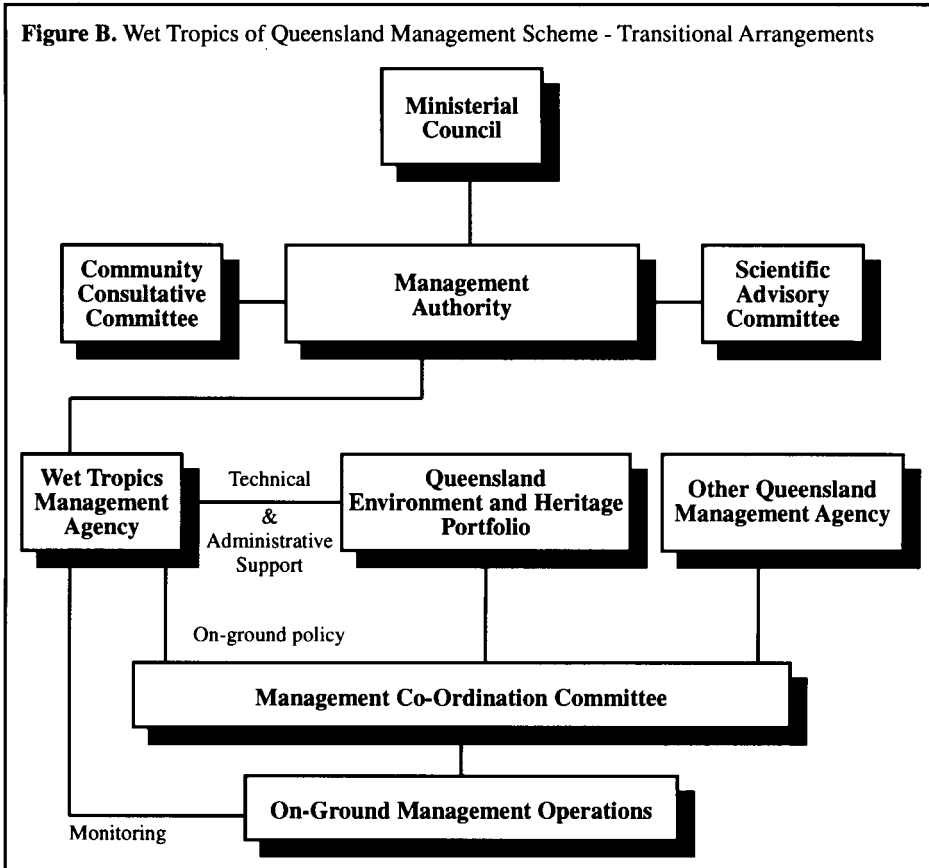 Figure B. Wet Tropics of Queensland Management Scheme - Transitional Arrangements
Ministerial
Council
Community
Consultative
Committee
Management
Authority
Scientific
Advisory
Committee
Wet Tropics
Management
Agency
Technical
&
Administrative
Support
Queensland
Environment and Heritage
Portfolio
Other Queensland
Management Agency
On-ground policy
Management Co-Ordination Committee
On-Ground Management Operations
Monitoring